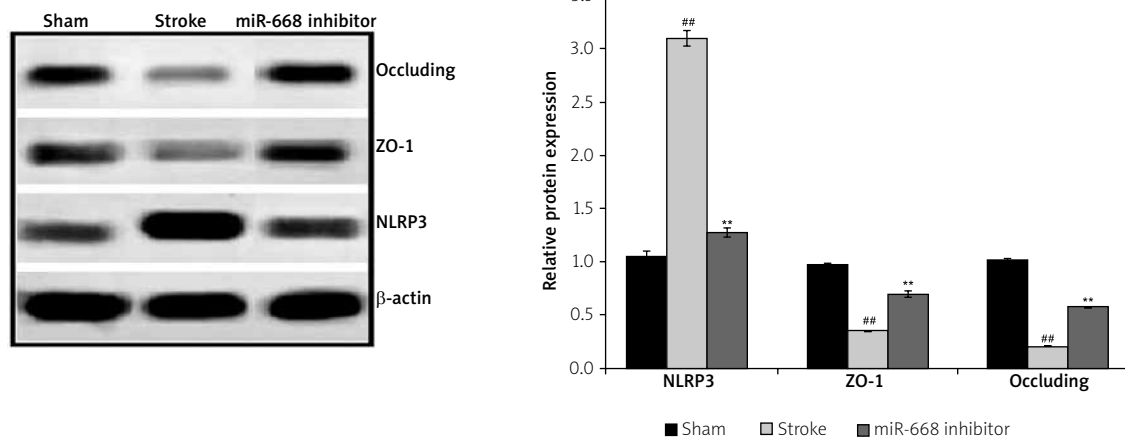 Sham Stroke miR-668 inhibitor
Occluding
ZO-1
NLRP3
β-actin
Relative protein expression
3.0
2.5
2.0
1.5
1.0
0.5
0.0
##
**
##
**
##
**
NLRP3 ZO-1 Occluding
Sham Stroke miR-668 inhibitor